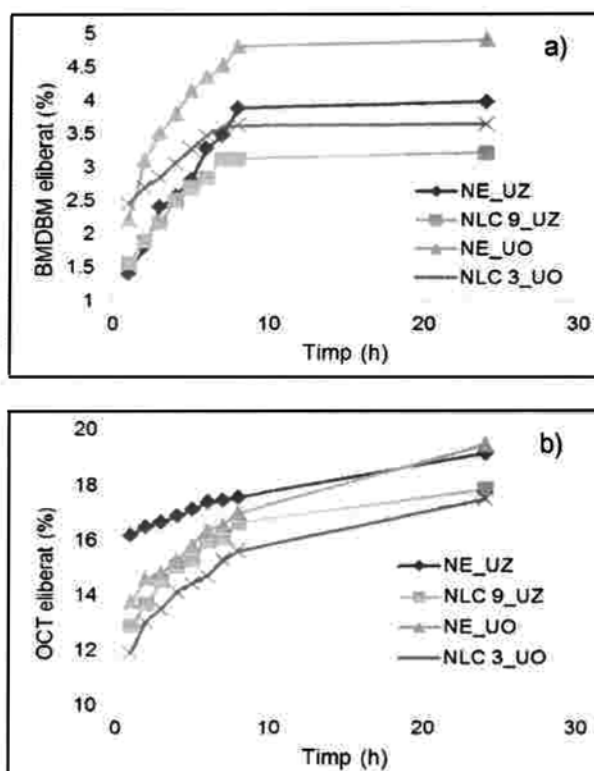 a)
5
4.5
4
3.5
3
2.5
2
1.5
1
BMDBM eliberat (%)
NE_UZ
NLC 9_UZ
NE_UO
NLC 3_UO
0 10 20 30
Timp (h)
b)
20
18
16
14
12
10
OCT eliberat (%)
NE_UZ
NLC 9_UZ
NE_UO
NLC 3_UO
0 10 20 30
Timp (h)